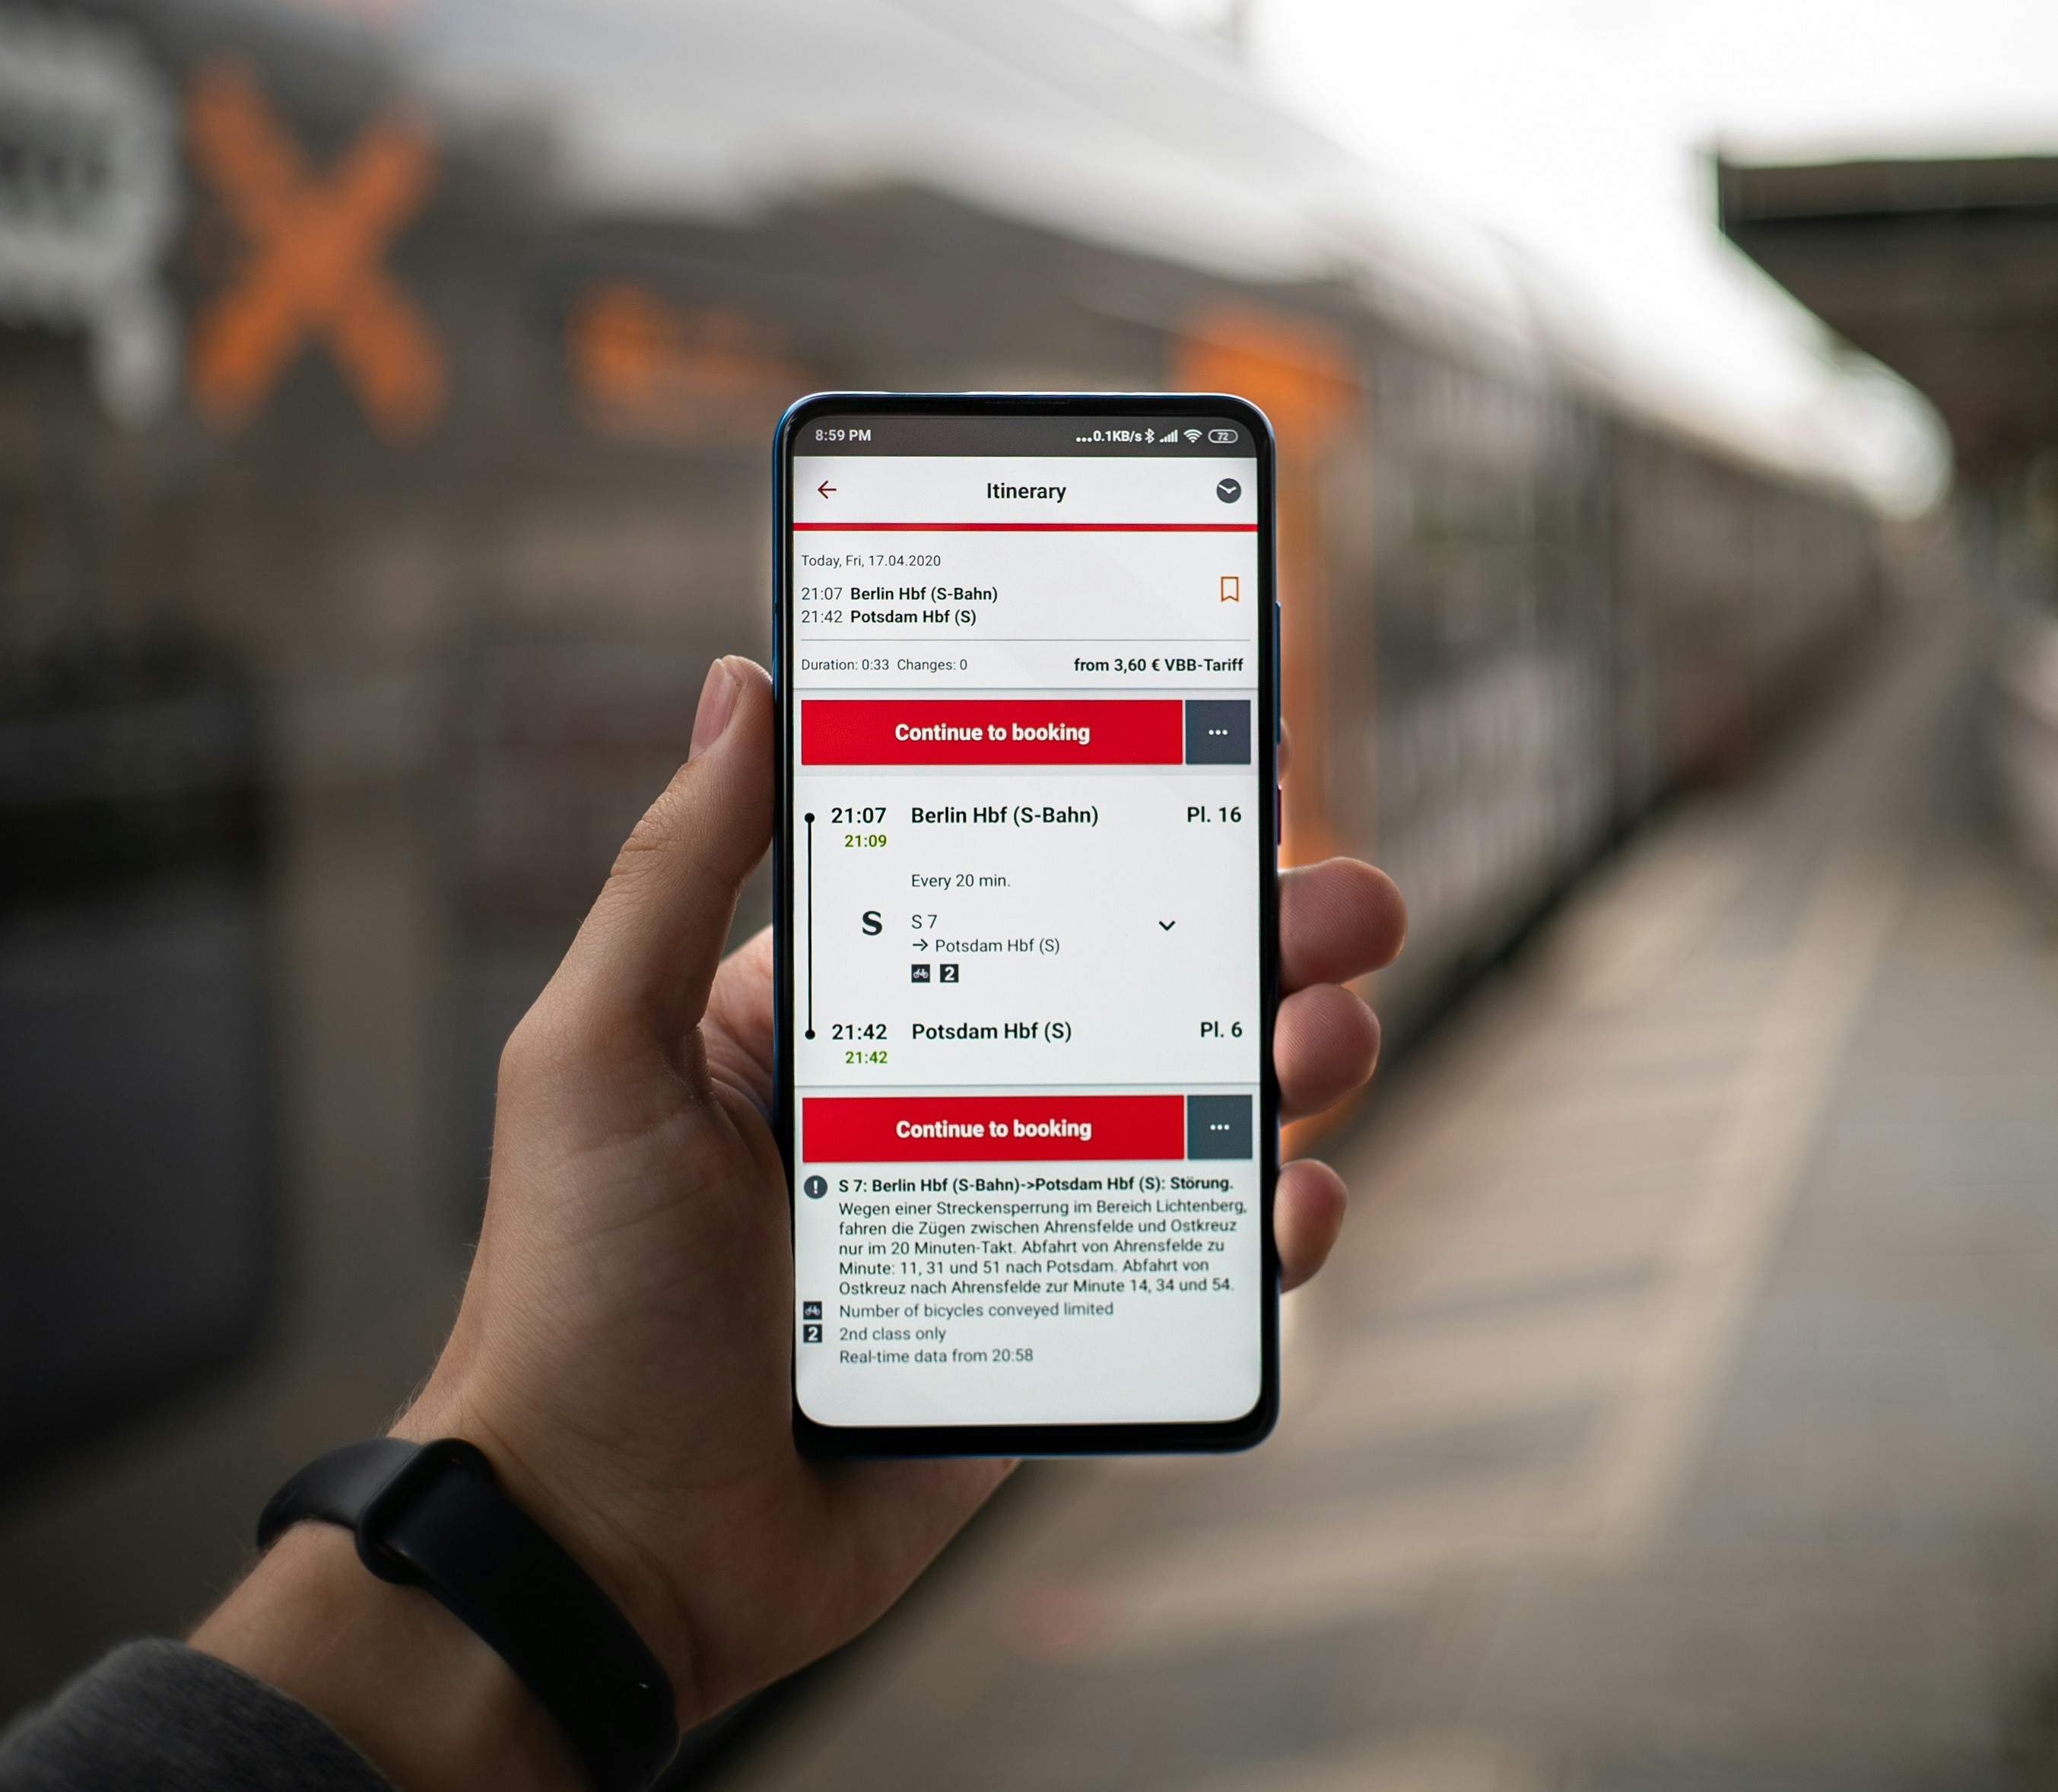 8:59 PM ...0.1KB/s 72
Itinerary
Today, Fri, 17.04.2020
21:07 Berlin Hbf (S-Bahn)
21:42 Potsdam Hbf (S)
Duration: 0:33 Changes: 0 from 3,60 € VBB-Tariff
Continue to booking ...
21:07 Berlin Hbf (S-Bahn) Pl. 16
21:09
Every 20 min.
S S 7
→ Potsdam Hbf (S)
2
21:42 Potsdam Hbf (S) Pl. 6
21:42
Continue to booking ...
! S 7: Berlin Hbf (S-Bahn)->Potsdam Hbf (S): Störung.
Wegen einer Streckensperrung im Bereich Lichtenberg,
fahren die Zügen zwischen Ahrensfelde und Ostkreuz
nur im 20 Minuten-Takt. Abfahrt von Ahrensfelde zu
Minute: 11, 31 und 51 nach Potsdam. Abfahrt von
Ostkreuz nach Ahrensfelde zur Minute 14, 34 und 54.
Number of bicycles conveyed limited
2 2nd class only
Real-time data from 20:58